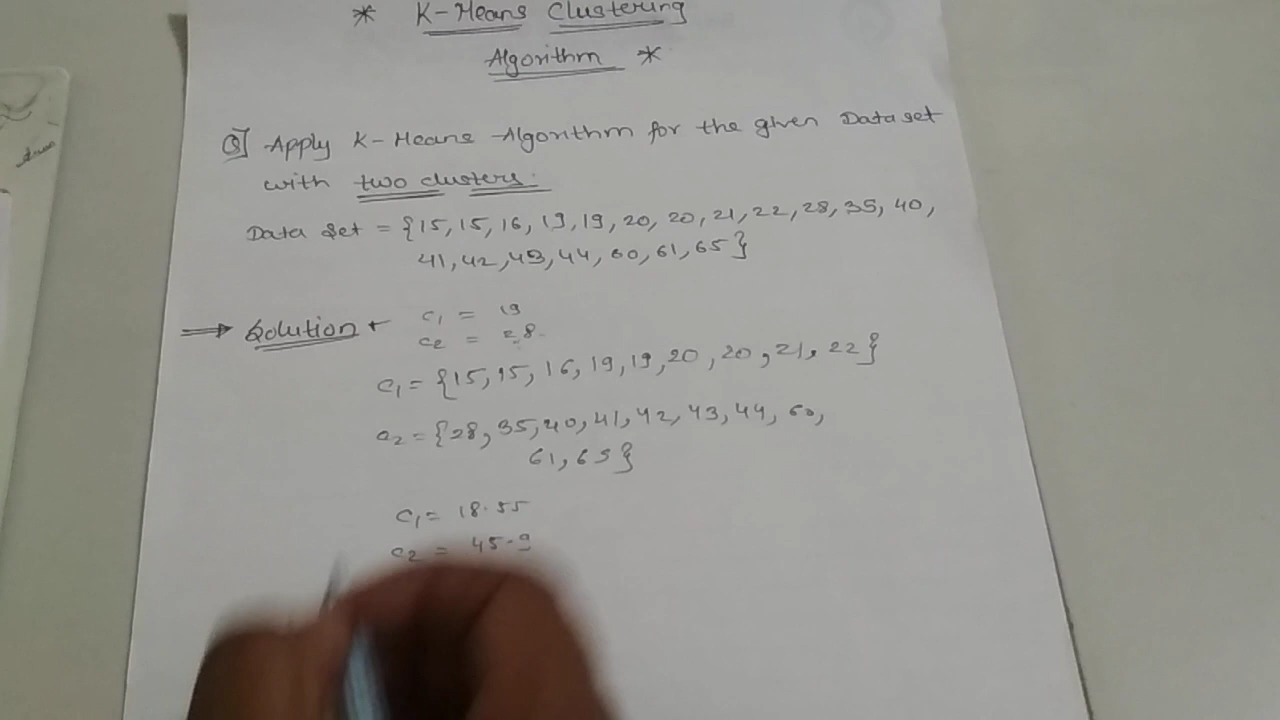 * K-Means Clustering
Algorithm *
Q] Apply K-Means Algorithm for the given Data set
with two clusters.
Data Set = {15, 15, 16, 19, 19, 20, 20, 21, 22, 28, 35, 40,
41, 42, 43, 44, 60, 61, 65}
⇒ Solution +
c₁ = 19
c₂ = 28
c₁ = {15, 15, 16, 19, 19, 20, 20, 21, 22}
c₂ = {28, 35, 40, 41, 42, 43, 44, 60,
61, 65}
c₁ = 18.55
c₂ = 45.9